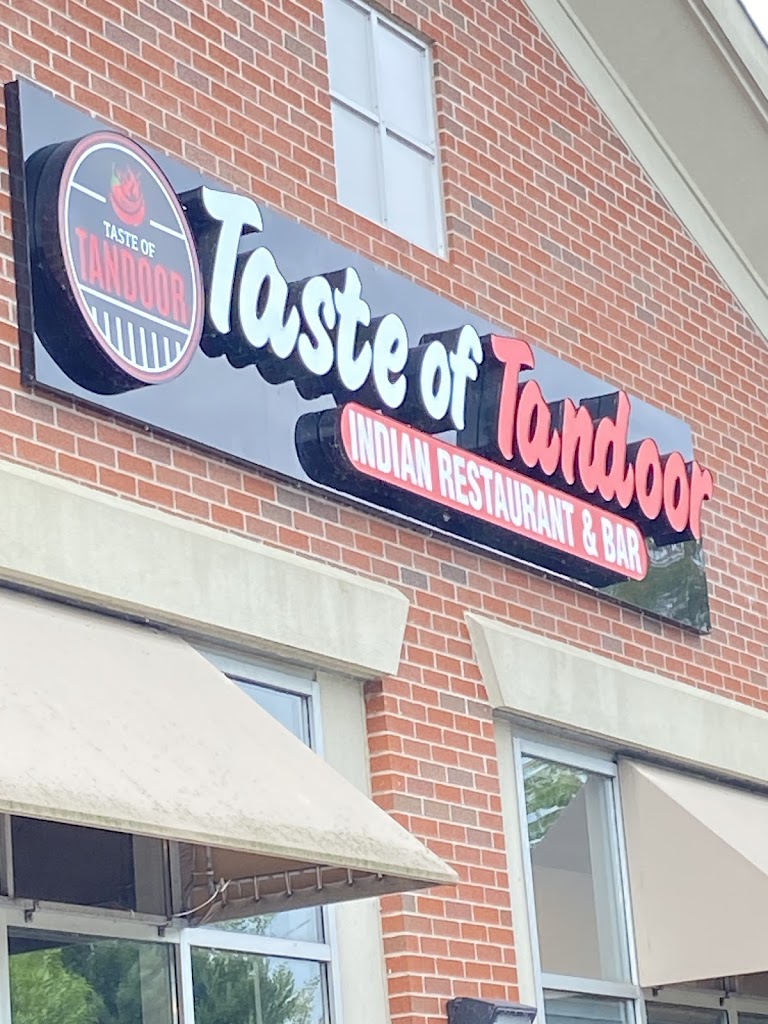 TASTE OF
TANDOOR
Taste of Tandoor
INDIAN RESTAURANT & BAR